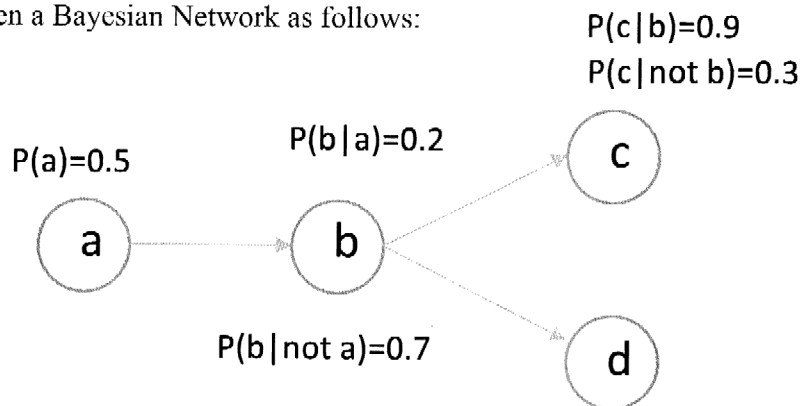 en a Bayesian Network as follows:
P(c|b)=0.9
P(c|not b)=0.3
P(b|a)=0.2
P(a)=0.5
c
a
b
P(b|not a)=0.7
d